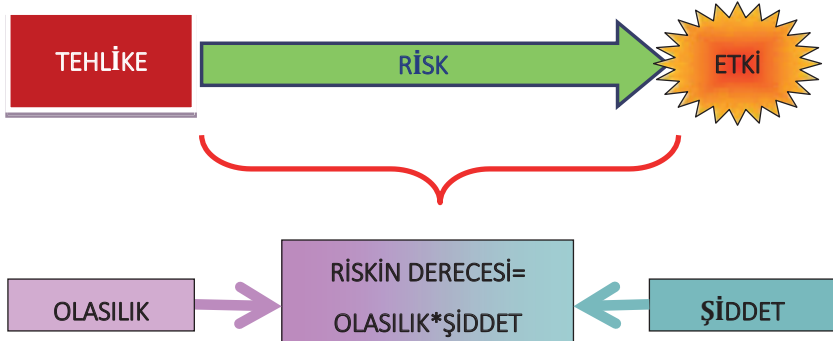 TEHLİKE
RİSK
ETKİ
RİSKİN DERECESİ=
OLASILIK*ŞİDDET
OLASILIK
ŞİDDET